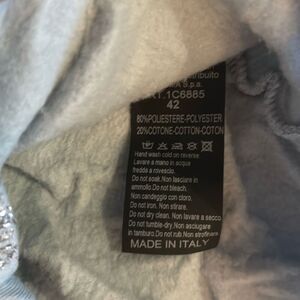 S.p.a.
RT.1C6885
42
80%POLIESTERE-POLYESTER
20%COTONE-COTTON-COTON
Hand wash cold on reverse
Lavare a mano in acqua
fredda a rovescio.
Do not soak.Non lasciare in
ammollo.Do not bleach.
Non candeggio con cloro.
Do not iron. Non stirare.
Do not dry clean. Non lavare a secco
Do not tumble-dry.Non asciugare
in tamburo.Do not rub.Non strofinare
MADE IN ITALY